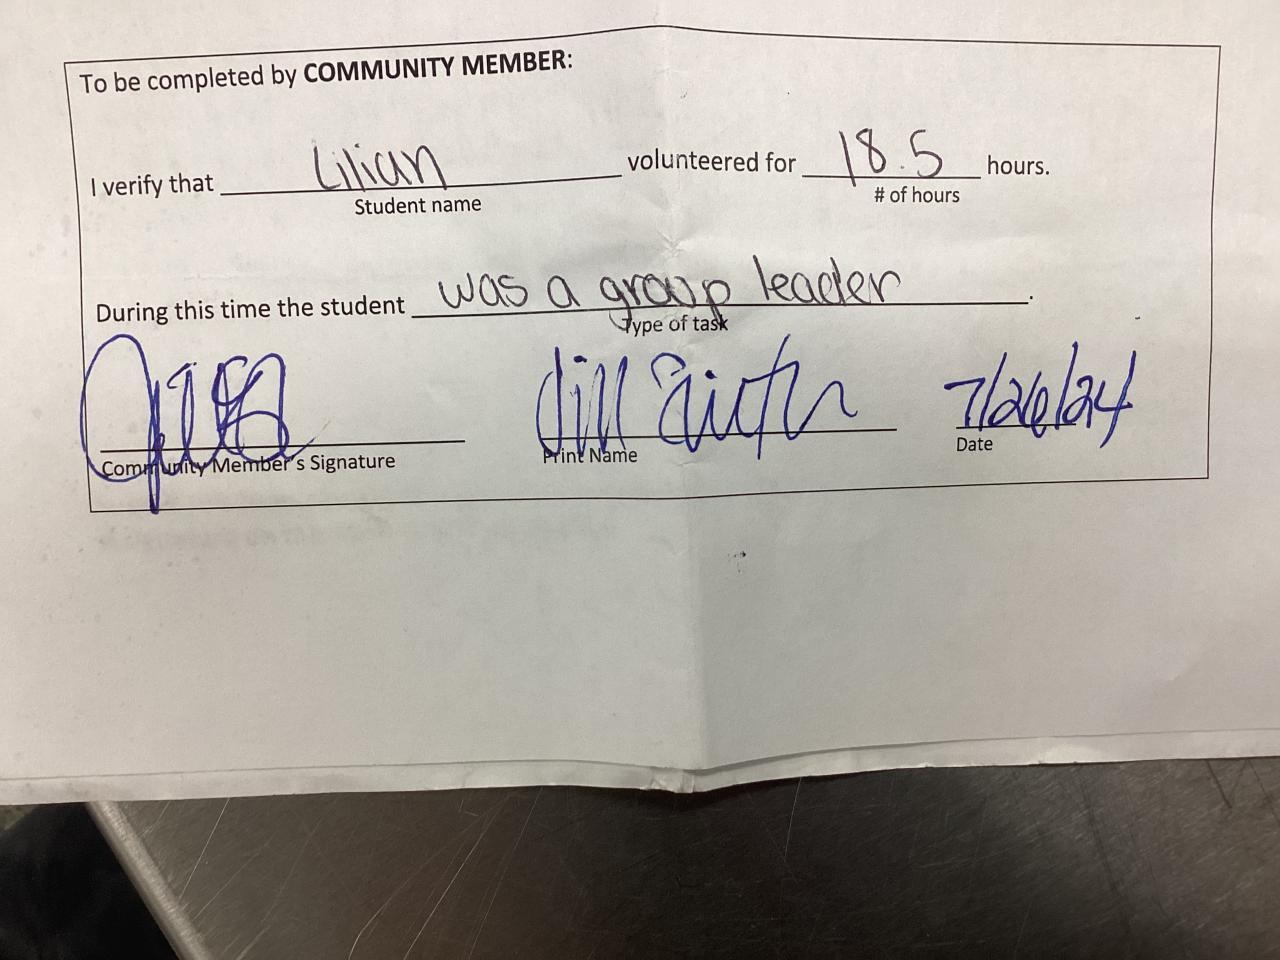 To be completed by COMMUNITY MEMBER:
I verify that Lilian volunteered for 18.5 hours.
Student name # of hours
During this time the student was a group leader.
Type of task
Jill 7/26/24
Community Member's Signature Print Name Date